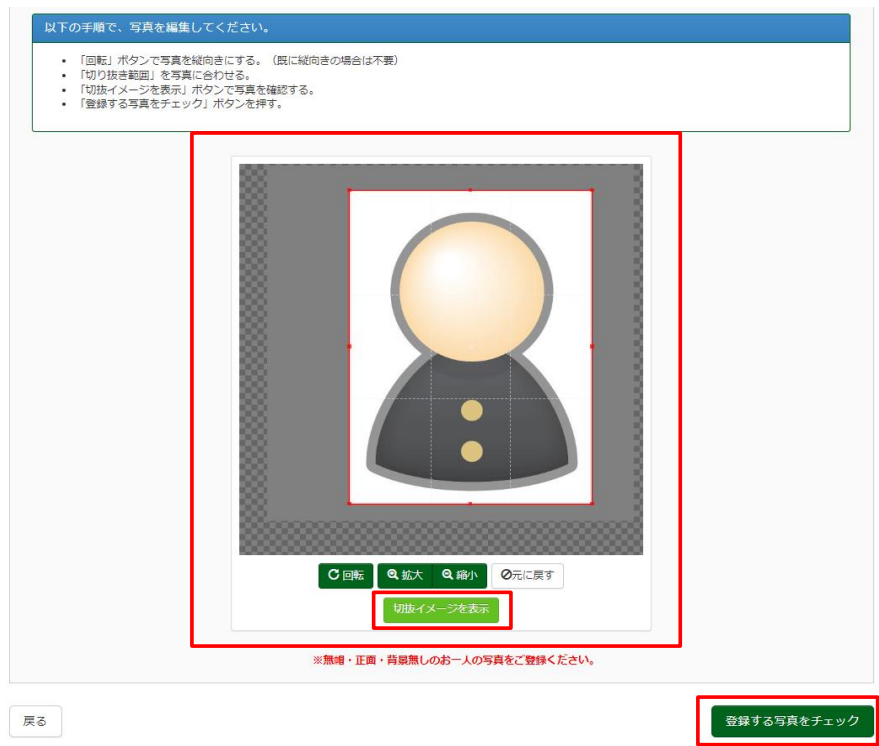 以下の手順で、写真を編集してください。
• 「回転」ボタンで写真を縦向きにする。（既に縦向きの場合は不要）
• 「切り抜き範囲」を写真に合わせる。
• 「切抜イメージを表示」ボタンで写真を確認する。
• 「登録する写真をチェック」ボタンを押す。
回転 拡大 縮小 元に戻す
切抜イメージを表示
※無帽・正面・背景無しのお一人の写真をご登録ください。
戻る 登録する写真をチェック